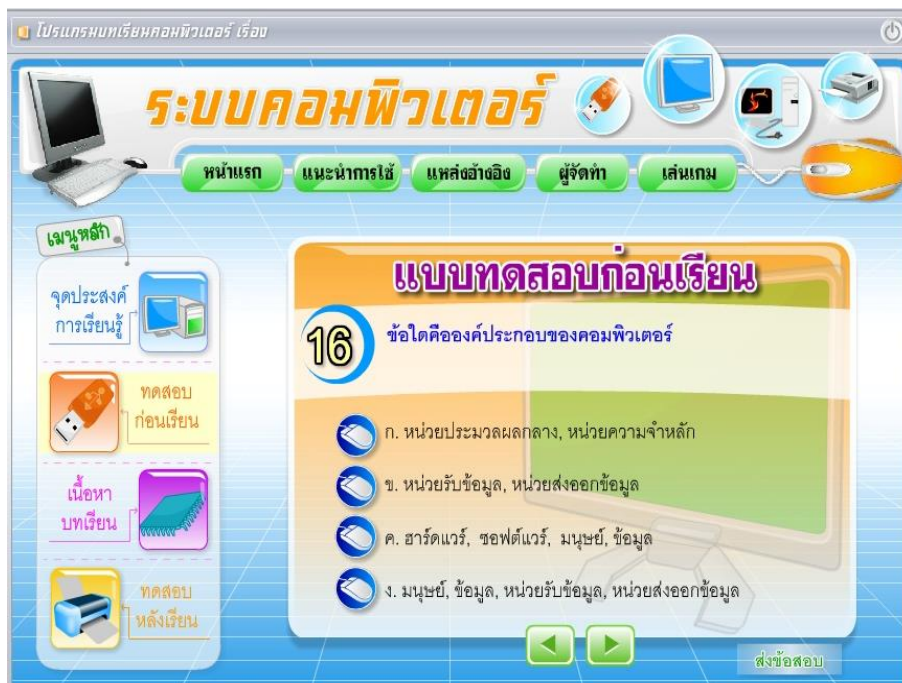 โปรแกรมบทเรียนคอมพิวเตอร์ เรื่อง
ระบบคอมพิวเตอร์
หน้าแรก แนะนำการใช้ แหล่งอ้างอิง ผู้จัดทำ เล่นเกม
เมนูหลัก
จุดประสงค์
การเรียนรู้
ทดสอบ
ก่อนเรียน
เนื้อหา
บทเรียน
ทดสอบ
หลังเรียน
แบบทดสอบก่อนเรียน
16 ข้อใดคือองค์ประกอบของคอมพิวเตอร์
ก. หน่วยประมวลผลกลาง, หน่วยความจำหลัก
ข. หน่วยรับข้อมูล, หน่วยส่งออกข้อมูล
ค. ฮาร์ดแวร์, ซอฟต์แวร์, มนุษย์, ข้อมูล
ง. มนุษย์, ข้อมูล, หน่วยรับข้อมูล, หน่วยส่งออกข้อมูล
ส่งข้อสอบ